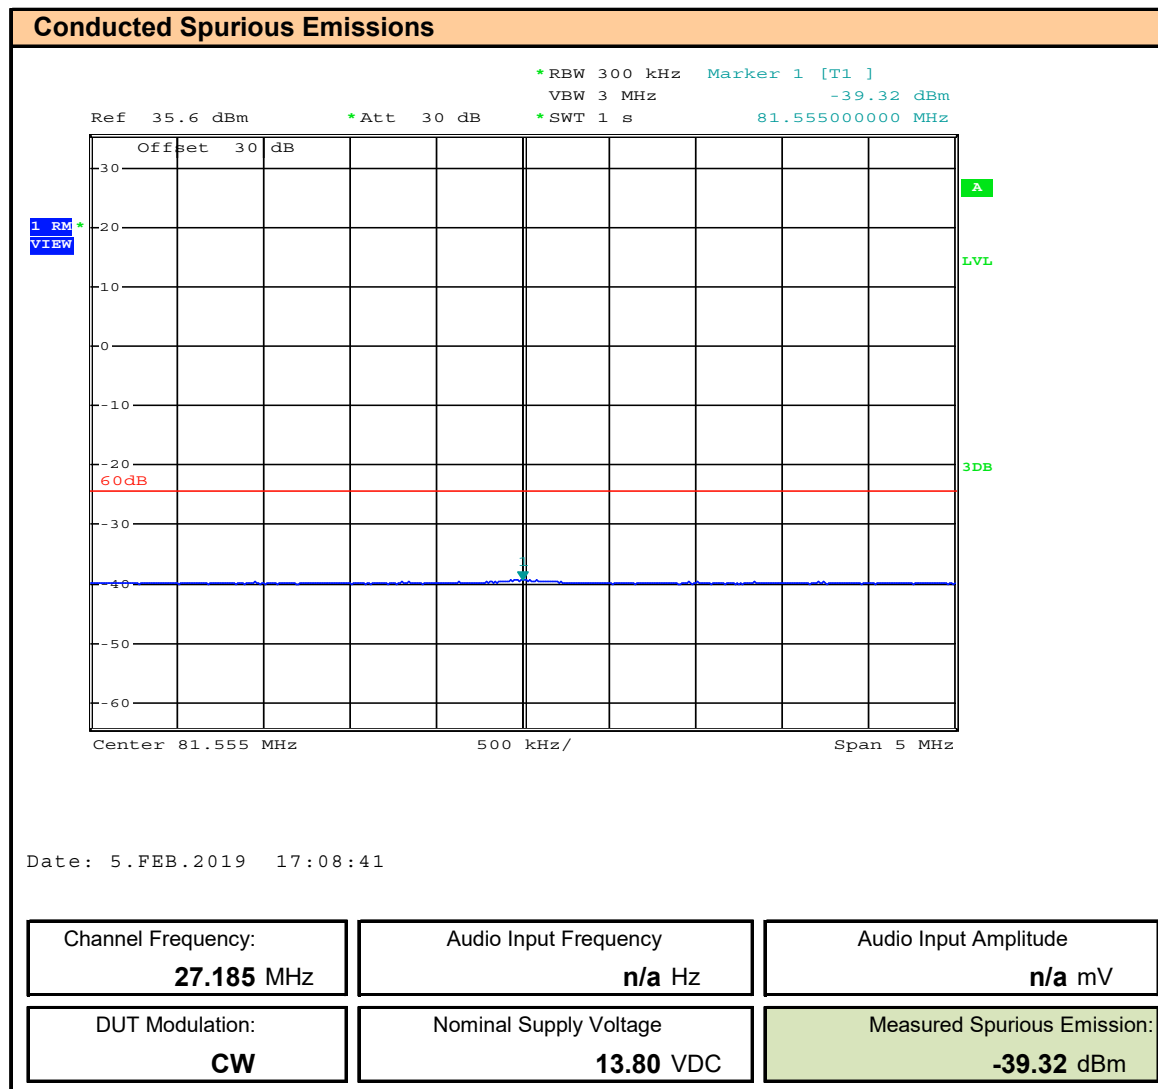 Conducted Spurious Emissions
*RBW 300 kHz Marker 1 [T1 ]
VBW 3 MHz -39.32 dBm
Ref 35.6 dBm *Att 30 dB *SWT 1 s 81.555000000 MHz
Offset 30 dB
30
A
1 RM * 20
VIEW
LVL
10
0
-10
-20
3DB
60dB
-30
1
-40
-50
-60
Center 81.555 MHz 500 kHz/ Span 5 MHz
Date: 5.FEB.2019 17:08:41
Channel Frequency: Audio Input Frequency Audio Input Amplitude
27.185 MHz n/a Hz n/a mV
DUT Modulation: Nominal Supply Voltage Measured Spurious Emission:
CW 13.80 VDC -39.32 dBm